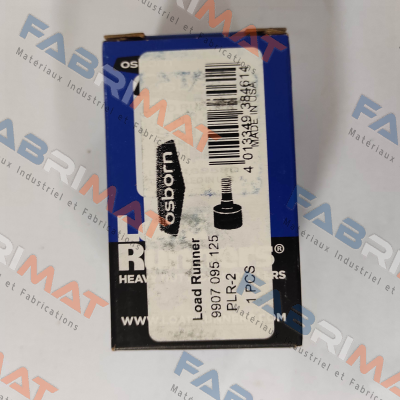 osborn
Load Runner
9907 095 125
PLR-2
1 PCS
4 013349 384614
MADE IN USA
FABRIMAT
Matériaux Industriel et Fabrications